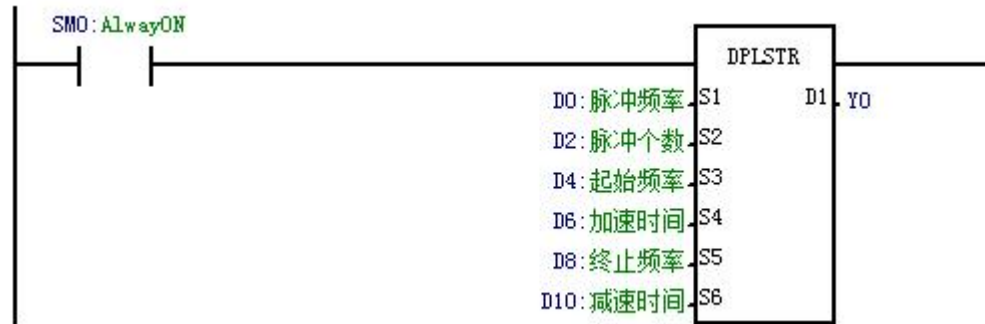 SM0:AlwayON
DPLSTR
D0:脉冲频率 S1 D1 Y0
D2:脉冲个数 S2
D4:起始频率 S3
D6:加速时间 S4
D8:终止频率 S5
D10:减速时间 S6